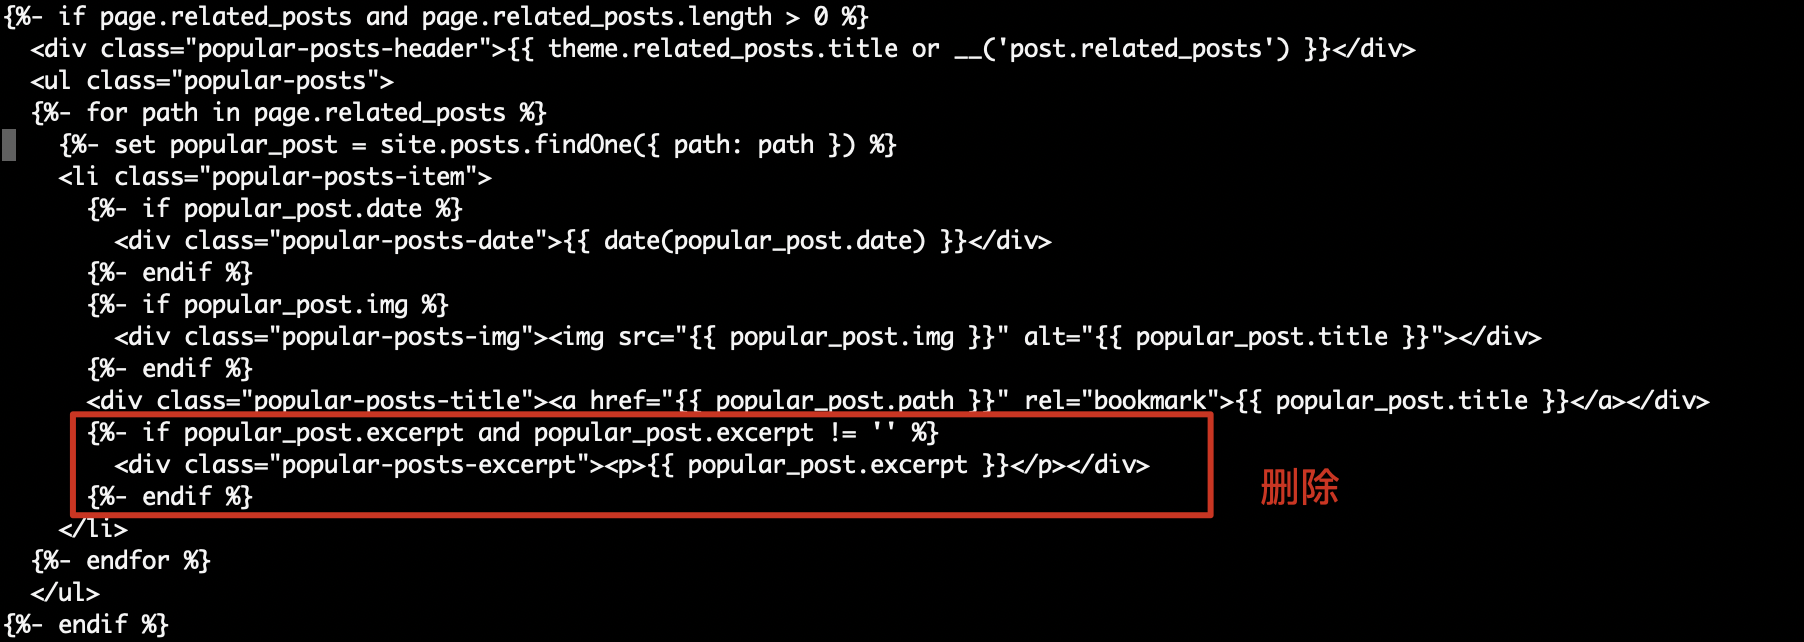 {%- if page.related_posts and page.related_posts.length > 0 %}
  <div class="popular-posts-header">{{ theme.related_posts.title or __('post.related_posts') }}</div>
  <ul class="popular-posts">
  {%- for path in page.related_posts %}
    {%- set popular_post = site.posts.findOne({ path: path }) %}
    <li class="popular-posts-item">
      {%- if popular_post.date %}
        <div class="popular-posts-date">{{ date(popular_post.date) }}</div>
      {%- endif %}
      {%- if popular_post.img %}
        <div class="popular-posts-img"><img src="{{ popular_post.img }}" alt="{{ popular_post.title }}"></div>
      {%- endif %}
      <div class="popular-posts-title"><a href="{{ popular_post.path }}" rel="bookmark">{{ popular_post.title }}</a></div>
      {%- if popular_post.excerpt and popular_post.excerpt != '' %}
        <div class="popular-posts-excerpt"><p>{{ popular_post.excerpt }}</p></div>
      {%- endif %}
删除
    </li>
  {%- endfor %}
  </ul>
{%- endif %}